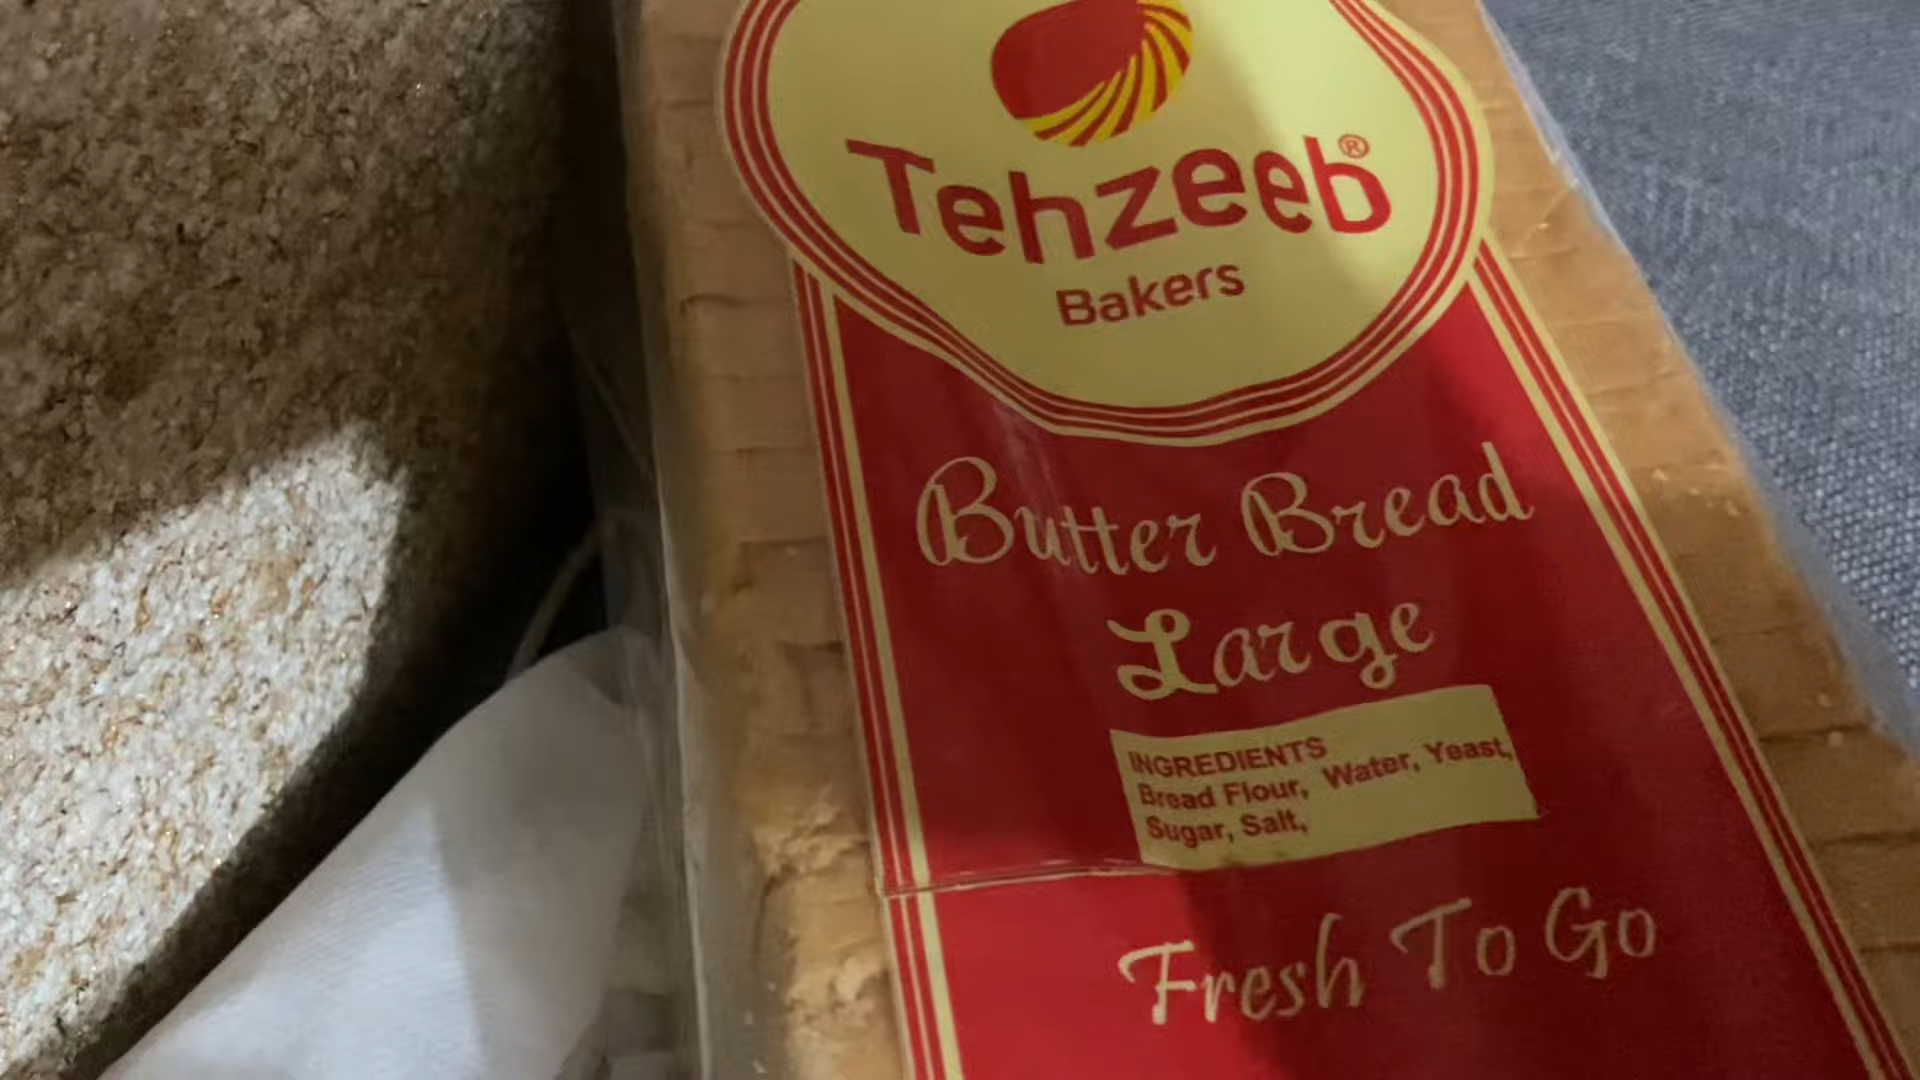 Tehzeeb®
Bakers
Butter Bread
Large
INGREDIENTS
Bread Flour, Water, Yeast,
Sugar, Salt,
Fresh To Go